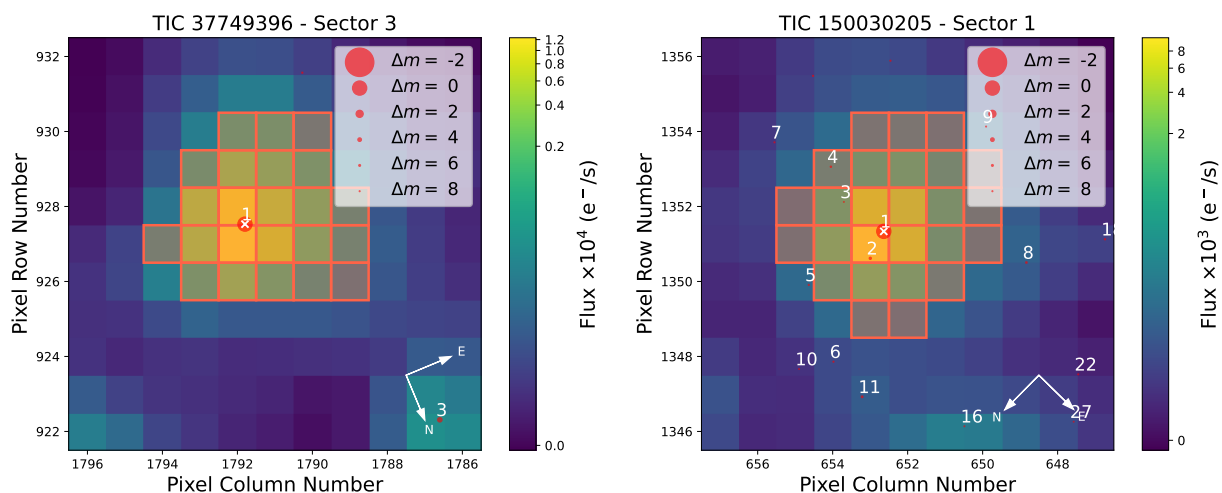 TIC 37749396 - Sector 3
Δm = -2
Δm = 0
Δm = 2
Δm = 4
Δm = 6
Δm = 8
932
930
928
926
924
922
Pixel Row Number
1
3
E
N
1796
1794
1792
1790
1788
1786
Pixel Column Number
1.2
1.0
0.8
0.6
0.4
0.2
0.0
Flux ×10⁴ (e⁻/s)
TIC 150030205 - Sector 1
Δm = -2
Δm = 0
Δm = 2
Δm = 4
Δm = 6
Δm = 8
1356
1354
1352
1350
1348
1346
Pixel Row Number
9
7
4
3
1
18
2
8
5
6
10
22
11
16
27
N
E
656
654
652
650
648
Pixel Column Number
8
6
4
2
0
Flux ×10³ (e⁻/s)